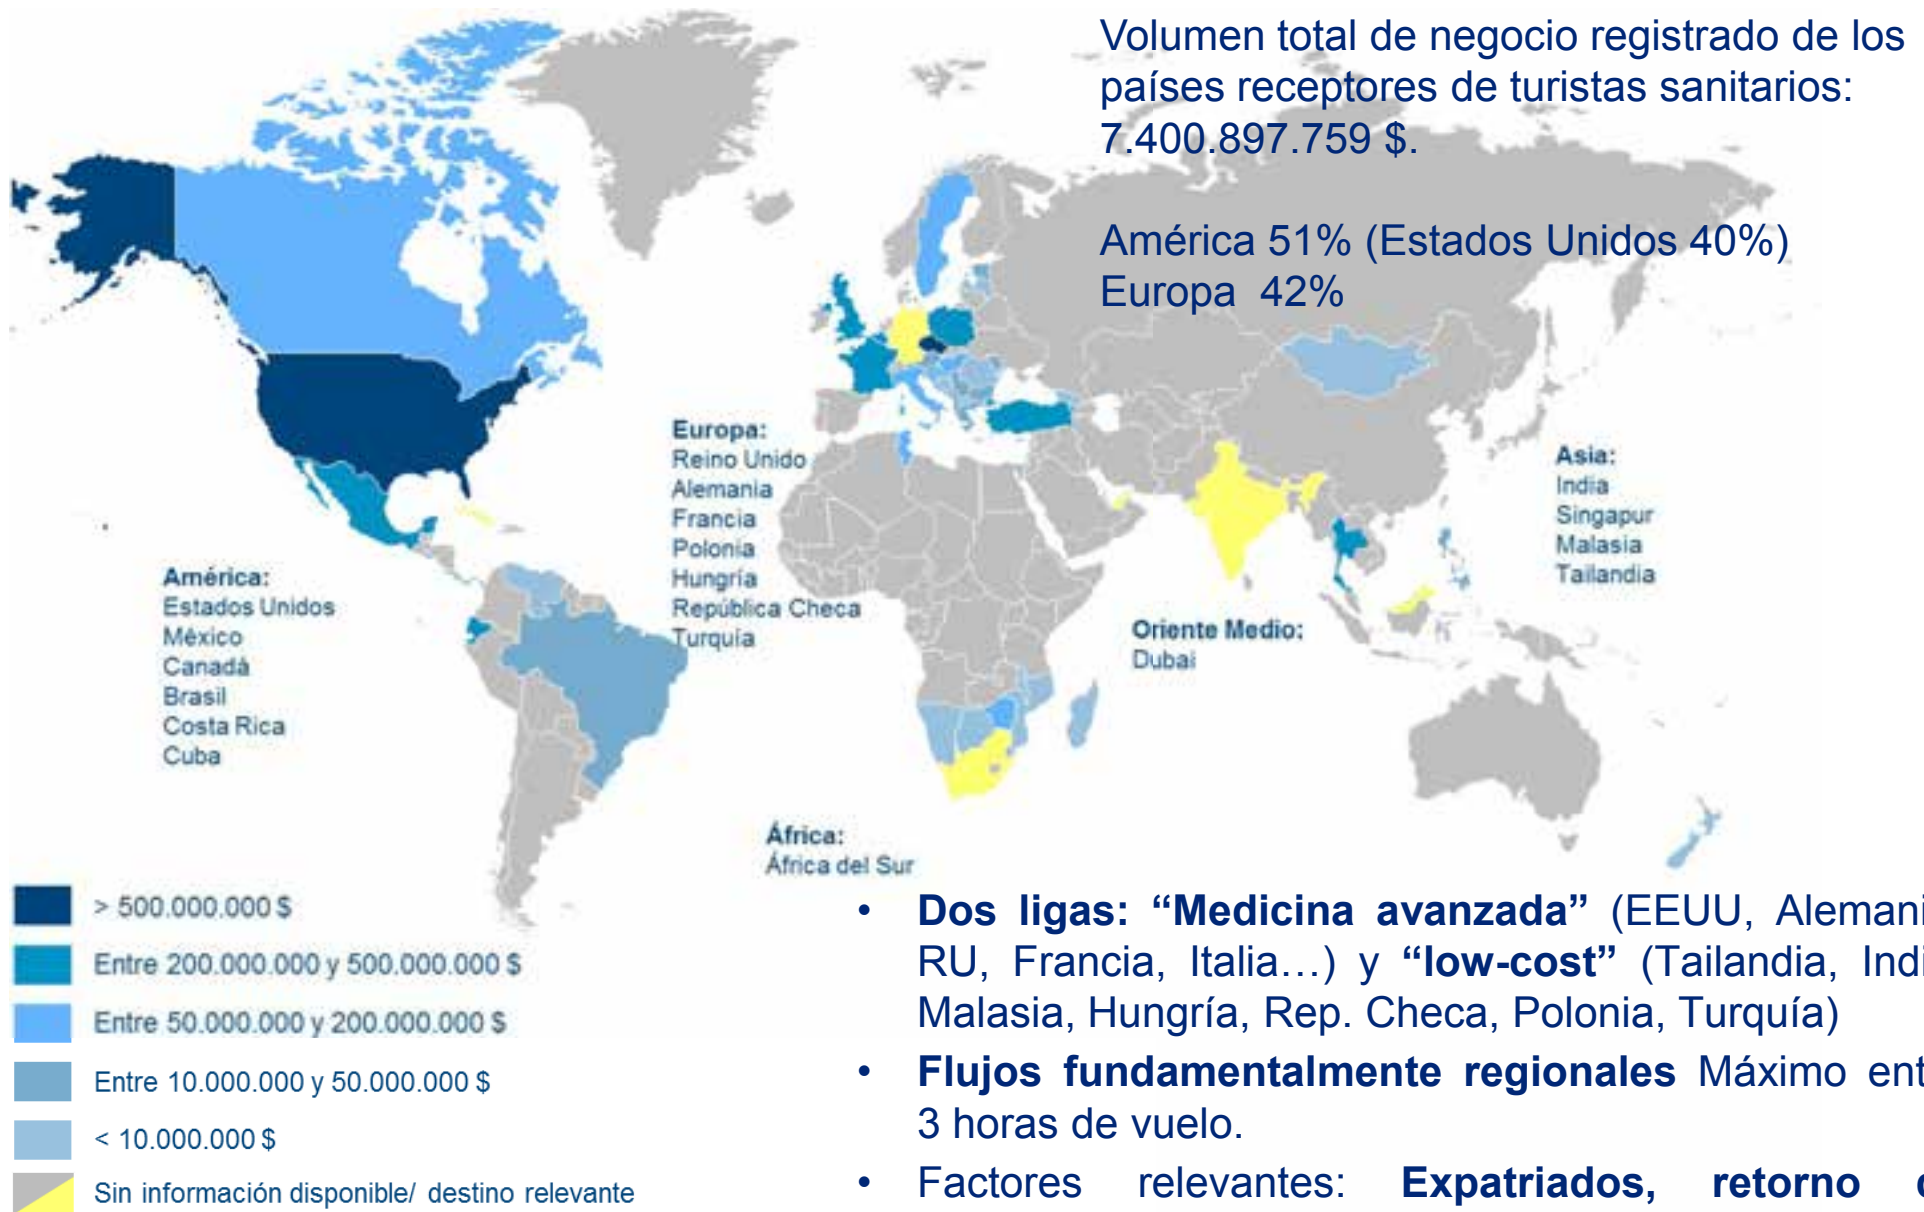 Volumen total de negocio registrado de los
países receptores de turistas sanitarios:
7.400.897.759 $.
América 51% (Estados Unidos 40%)
Europa 42%
Europa:
Reino Unido
Alemania
Francia
Polonia
Hungría
República Checa
Turquía
Asia:
India
Singapur
Malasia
Tailandia
América:
Estados Unidos
México
Canadá
Brasil
Costa Rica
Cuba
Oriente Medio:
Dubai
África:
África del Sur
> 500.000.000 $
Entre 200.000.000 y 500.000.000 $
Entre 50.000.000 y 200.000.000 $
Entre 10.000.000 y 50.000.000 $
< 10.000.000 $
Sin información disponible/ destino relevante
• Dos ligas: “Medicina avanzada” (EEUU, Alemani
RU, Francia, Italia…) y “low-cost” (Tailandia, Indi
Malasia, Hungría, Rep. Checa, Polonia, Turquía)
• Flujos fundamentalmente regionales Máximo ent
3 horas de vuelo.
• Factores relevantes: Expatriados, retorno